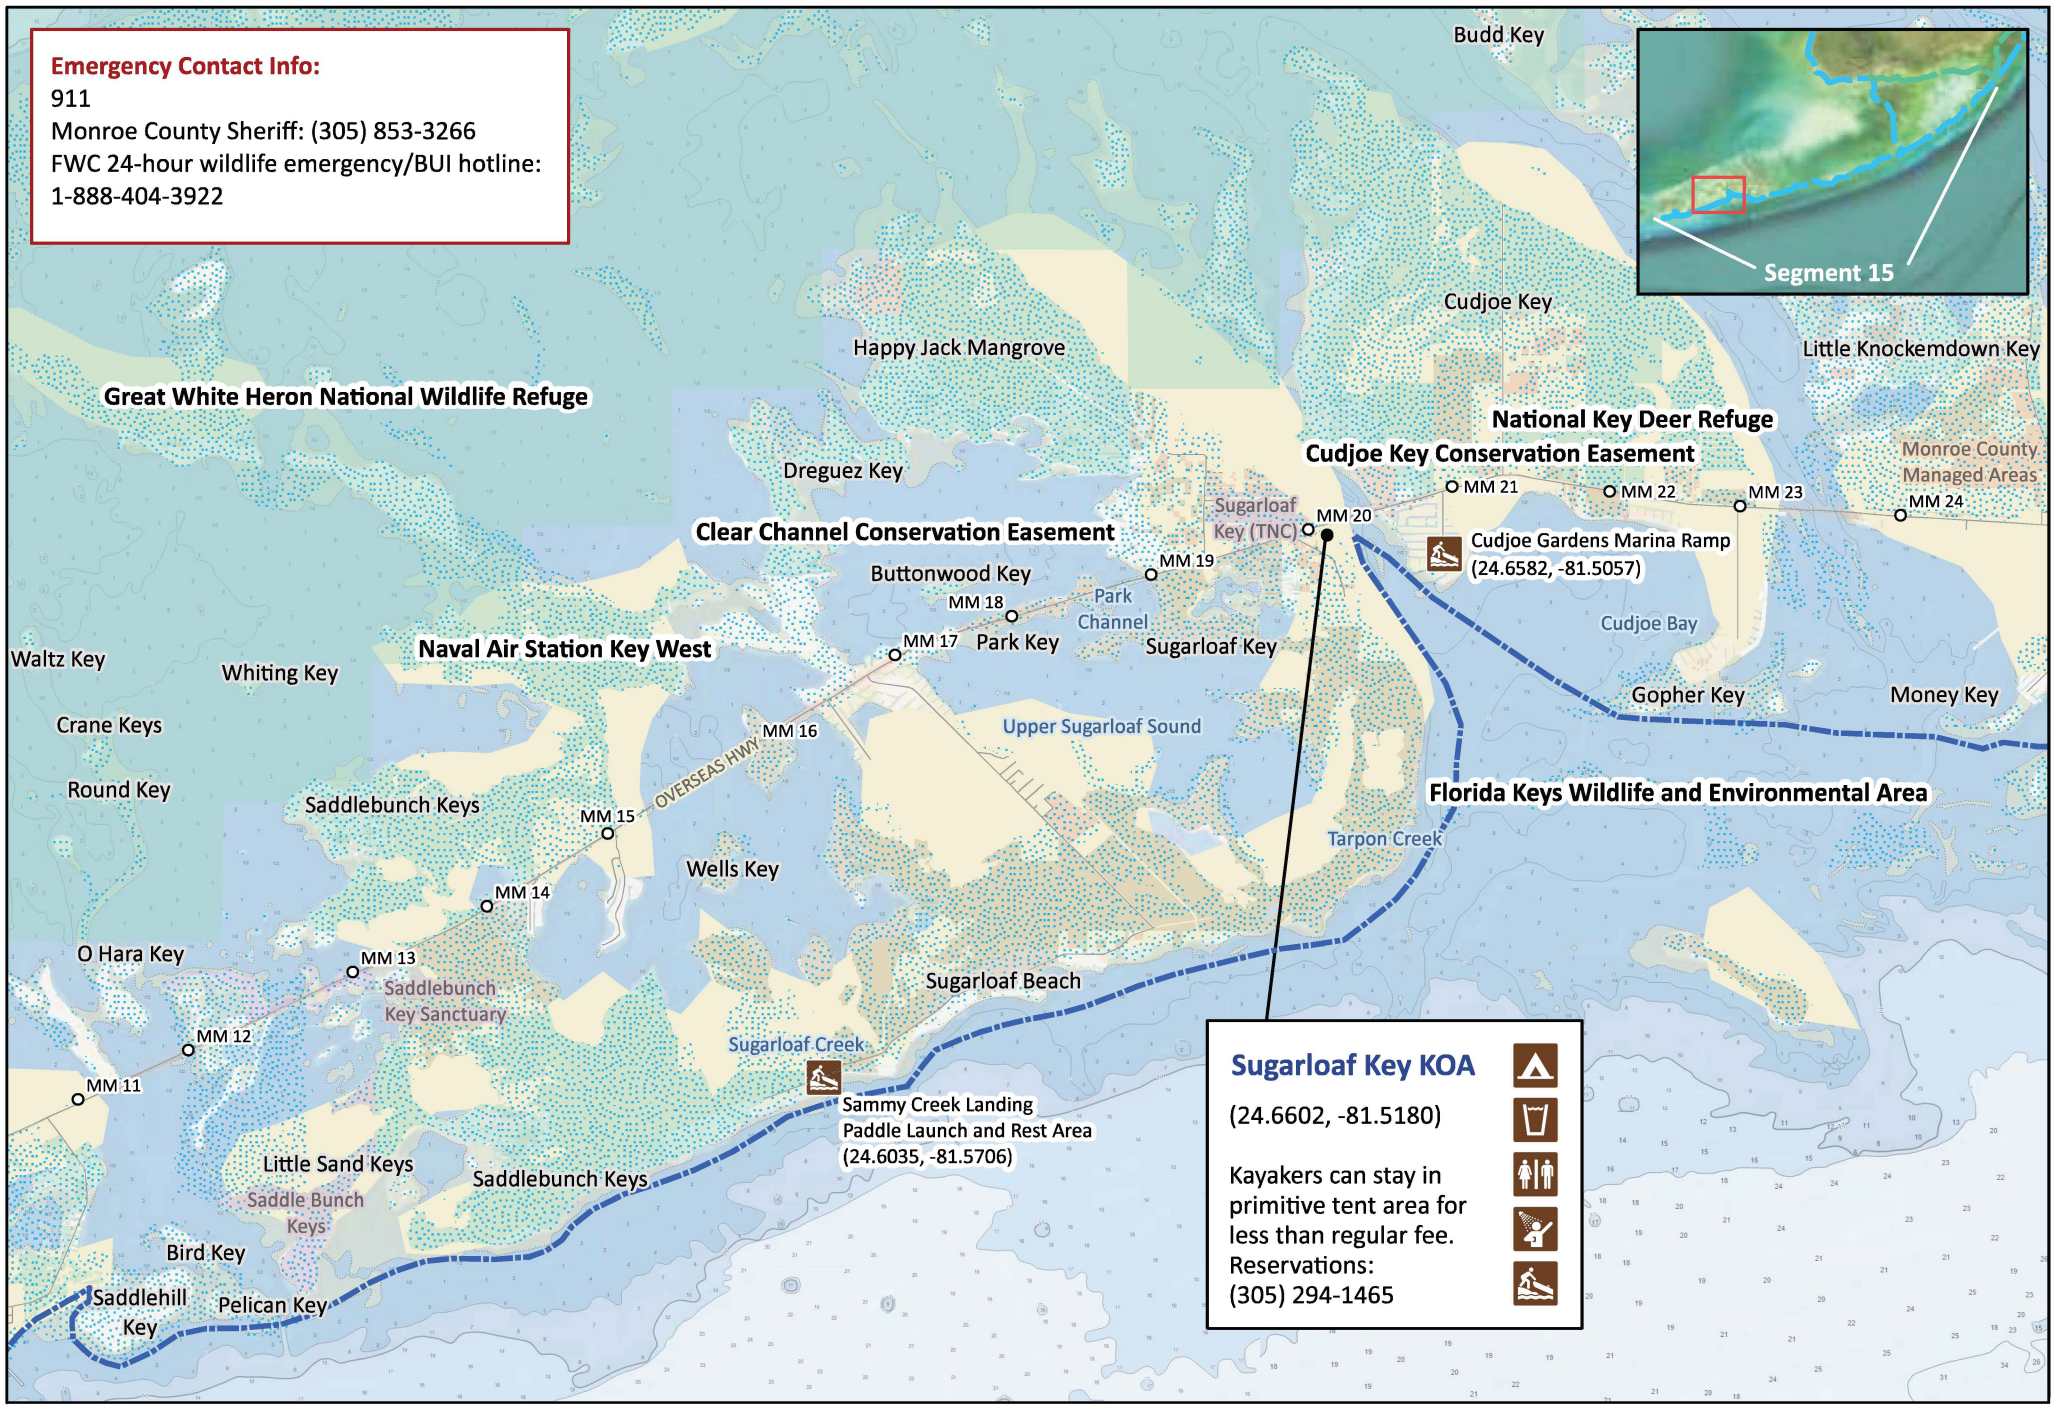 Emergency Contact Info:
911
Monroe County Sheriff: (305) 853-3266
FWC 24-hour wildlife emergency/BUI hotline:
1-888-404-3922
Budd Key
Segment 15
Cudjoe Key
Happy Jack Mangrove
Little Knockemdown Key
Great White Heron National Wildlife Refuge
National Key Deer Refuge
Cudjoe Key Conservation Easement
Monroe County
Managed Areas
Dreguez Key
MM 21
MM 22
MM 23
MM 24
Sugarloaf
Key (TNC)
MM 20
Clear Channel Conservation Easement
Cudjoe Gardens Marina Ramp
(24.6582, -81.5057)
MM 19
Buttonwood Key
MM 18
Park
Channel
Cudjoe Bay
MM 17
Park Key
Sugarloaf Key
Naval Air Station Key West
Waltz Key
Whiting Key
Gopher Key
Money Key
Crane Keys
MM 16
Upper Sugarloaf Sound
OVERSEAS HWY
Round Key
Saddlebunch Keys
MM 15
Florida Keys Wildlife and Environmental Area
Tarpon Creek
Wells Key
MM 14
O Hara Key
MM 13
Saddlebunch
Key Sanctuary
Sugarloaf Beach
MM 12
Sugarloaf Creek
MM 11
Sammy Creek Landing
Paddle Launch and Rest Area
(24.6035, -81.5706)
Little Sand Keys
Saddlebunch Keys
Saddle Bunch
Keys
Bird Key
Saddlehill
Key
Pelican Key
Sugarloaf Key KOA
(24.6602, -81.5180)
Kayakers can stay in
primitive tent area for
less than regular fee.
Reservations:
(305) 294-1465